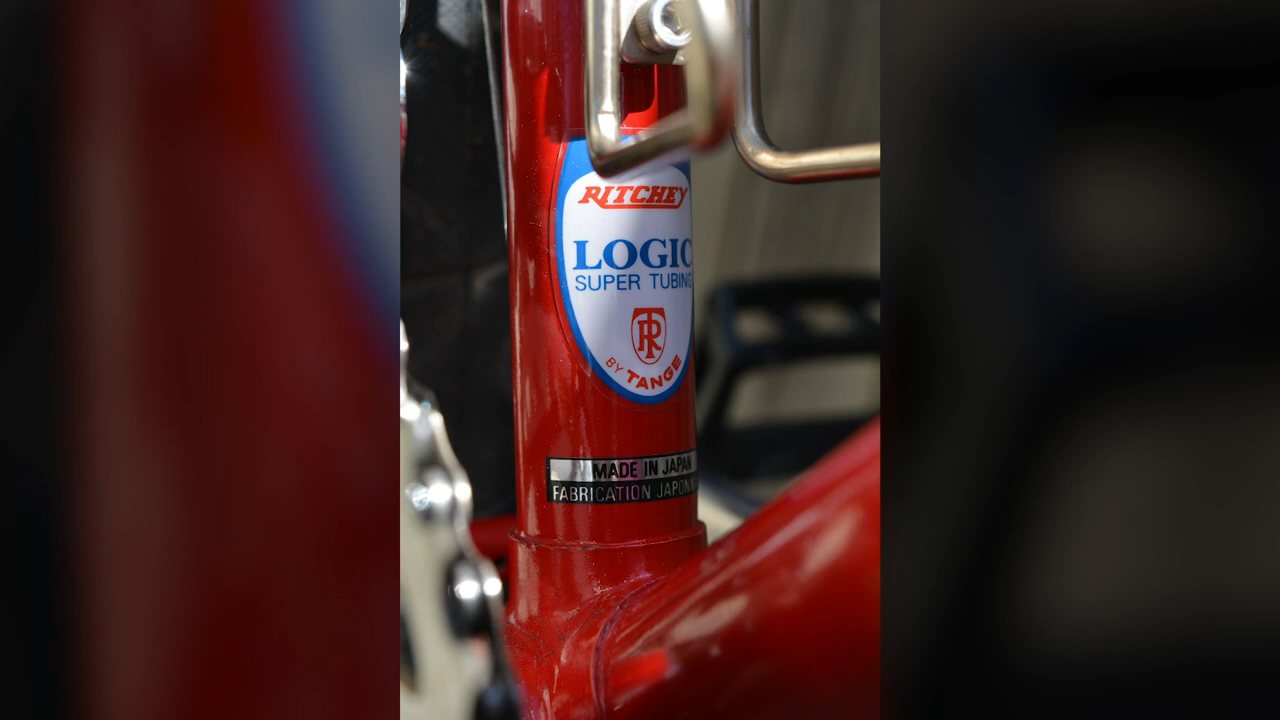 RITCHEY
LOGIC
SUPER TUBING
TR
BY TANGE
MADE IN JAPAN
FABRICATION JAPON